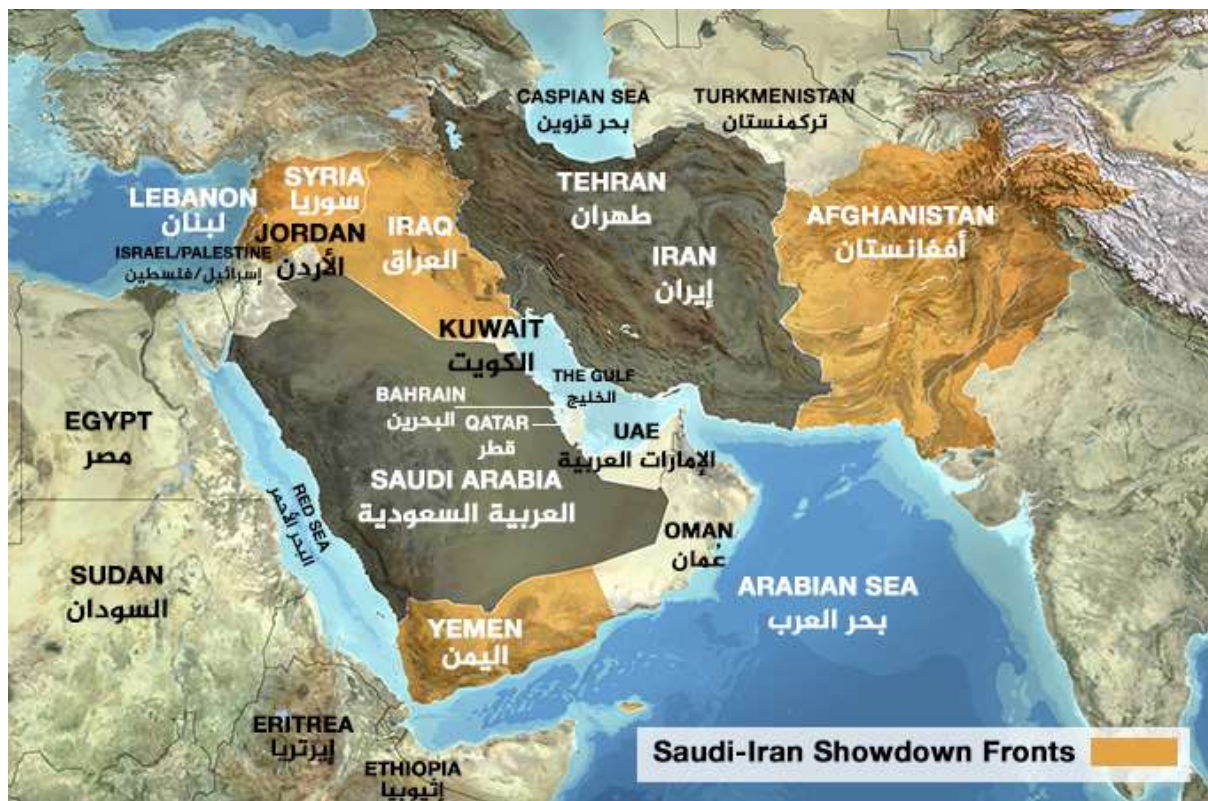 CASPIAN SEA
بحر قزوين
TURKMENISTAN
تركمنستان
SYRIA
سوريا
TEHRAN
طهران
LEBANON
لبنان
IRAQ
العراق
AFGHANISTAN
أفغانستان
JORDAN
الأردن
ISRAEL/PALESTINE
إسرائيل/فلسطين
IRAN
إيران
KUWAIT
الكويت
THE GULF
الخليج
BAHRAIN
البحرين
QATAR
قطر
EGYPT
مصر
UAE
الإمارات العربية
SAUDI ARABIA
العربية السعودية
RED SEA
البحر الأحمر
OMAN
عُمان
SUDAN
السودان
ARABIAN SEA
بحر العرب
YEMEN
اليمن
ERITREA
إيرتريا
ETHIOPIA
إثيوبيا
Saudi-Iran Showdown Fronts